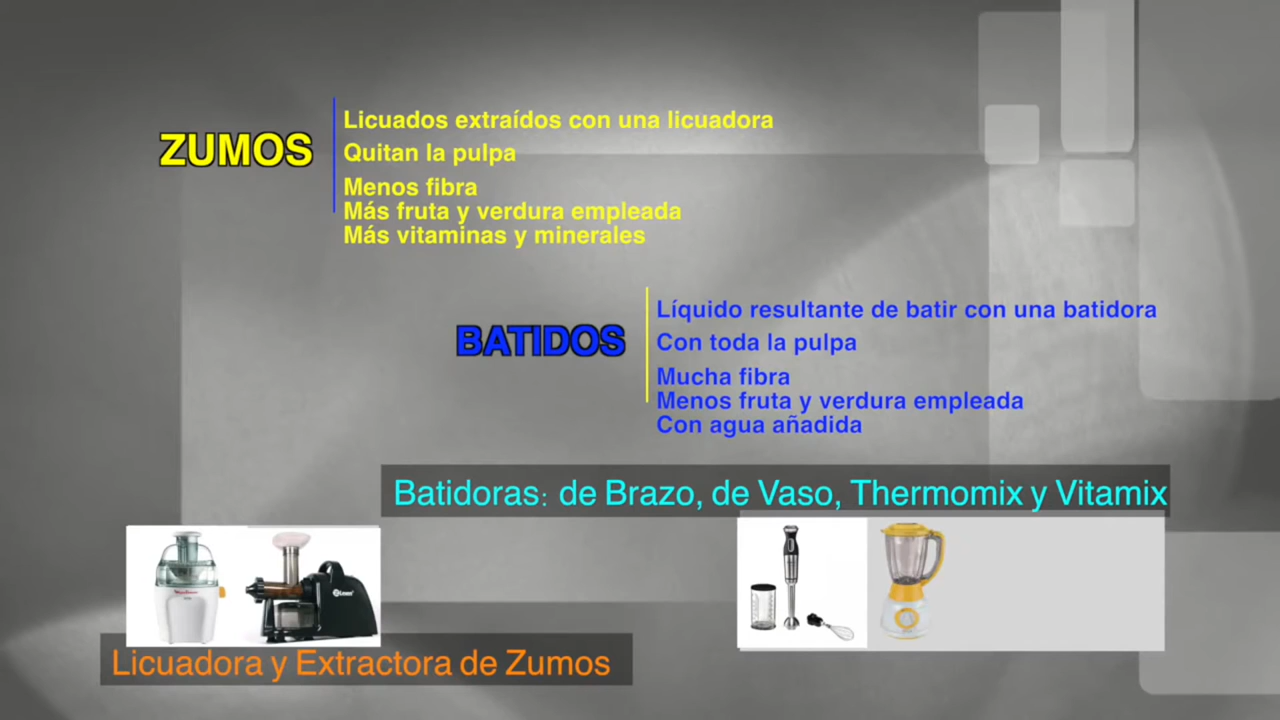 ZUMOS
Licuados extraídos con una licuadora
Quitan la pulpa
Menos fibra
Más fruta y verdura empleada
Más vitaminas y minerales
BATIDOS
Líquido resultante de batir con una batidora
Con toda la pulpa
Mucha fibra
Menos fruta y verdura empleada
Con agua añadida
Batidoras: de Brazo, de Vaso, Thermomix y Vitamix
Licuadora y Extractora de Zumos